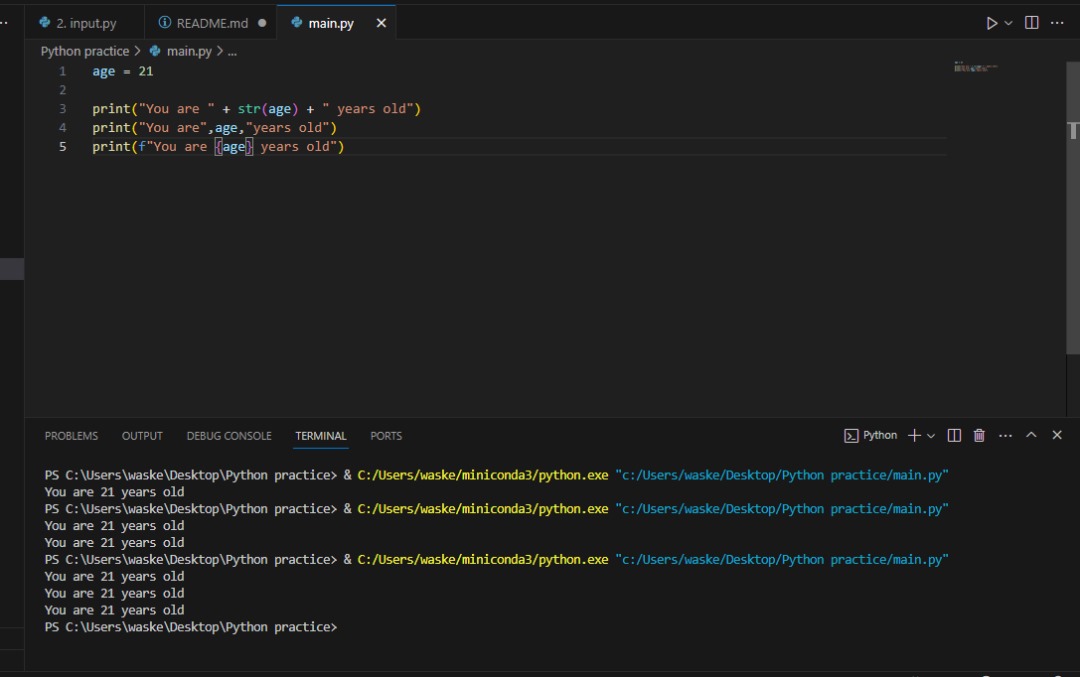 2. input.py README.md main.py
Python practice > main.py > ...
1 age = 21
2
3 print("You are " + str(age) + " years old")
4 print("You are",age,"years old")
5 print(f"You are {age} years old")
PROBLEMS OUTPUT DEBUG CONSOLE TERMINAL PORTS Python
PS C:\Users\waske\Desktop\Python practice> & C:/Users/waske/miniconda3/python.exe "c:/Users/waske/Desktop/Python practice/main.py"
You are 21 years old
PS C:\Users\waske\Desktop\Python practice> & C:/Users/waske/miniconda3/python.exe "c:/Users/waske/Desktop/Python practice/main.py"
You are 21 years old
You are 21 years old
PS C:\Users\waske\Desktop\Python practice> & C:/Users/waske/miniconda3/python.exe "c:/Users/waske/Desktop/Python practice/main.py"
You are 21 years old
You are 21 years old
You are 21 years old
PS C:\Users\waske\Desktop\Python practice>